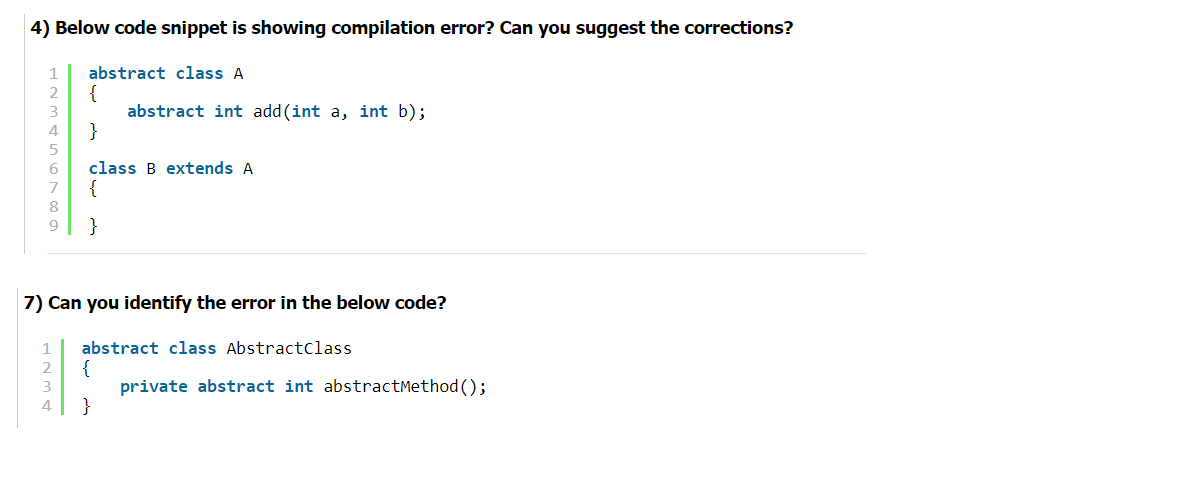 4) Below code snippet is showing compilation error? Can you suggest the corrections?
1 abstract class A
2 {
3 abstract int add(int a, int b);
4 }
5
6 class B extends A
7 {
8
9 }
7) Can you identify the error in the below code?
1 abstract class AbstractClass
2 {
3 private abstract int abstractMethod();
4 }